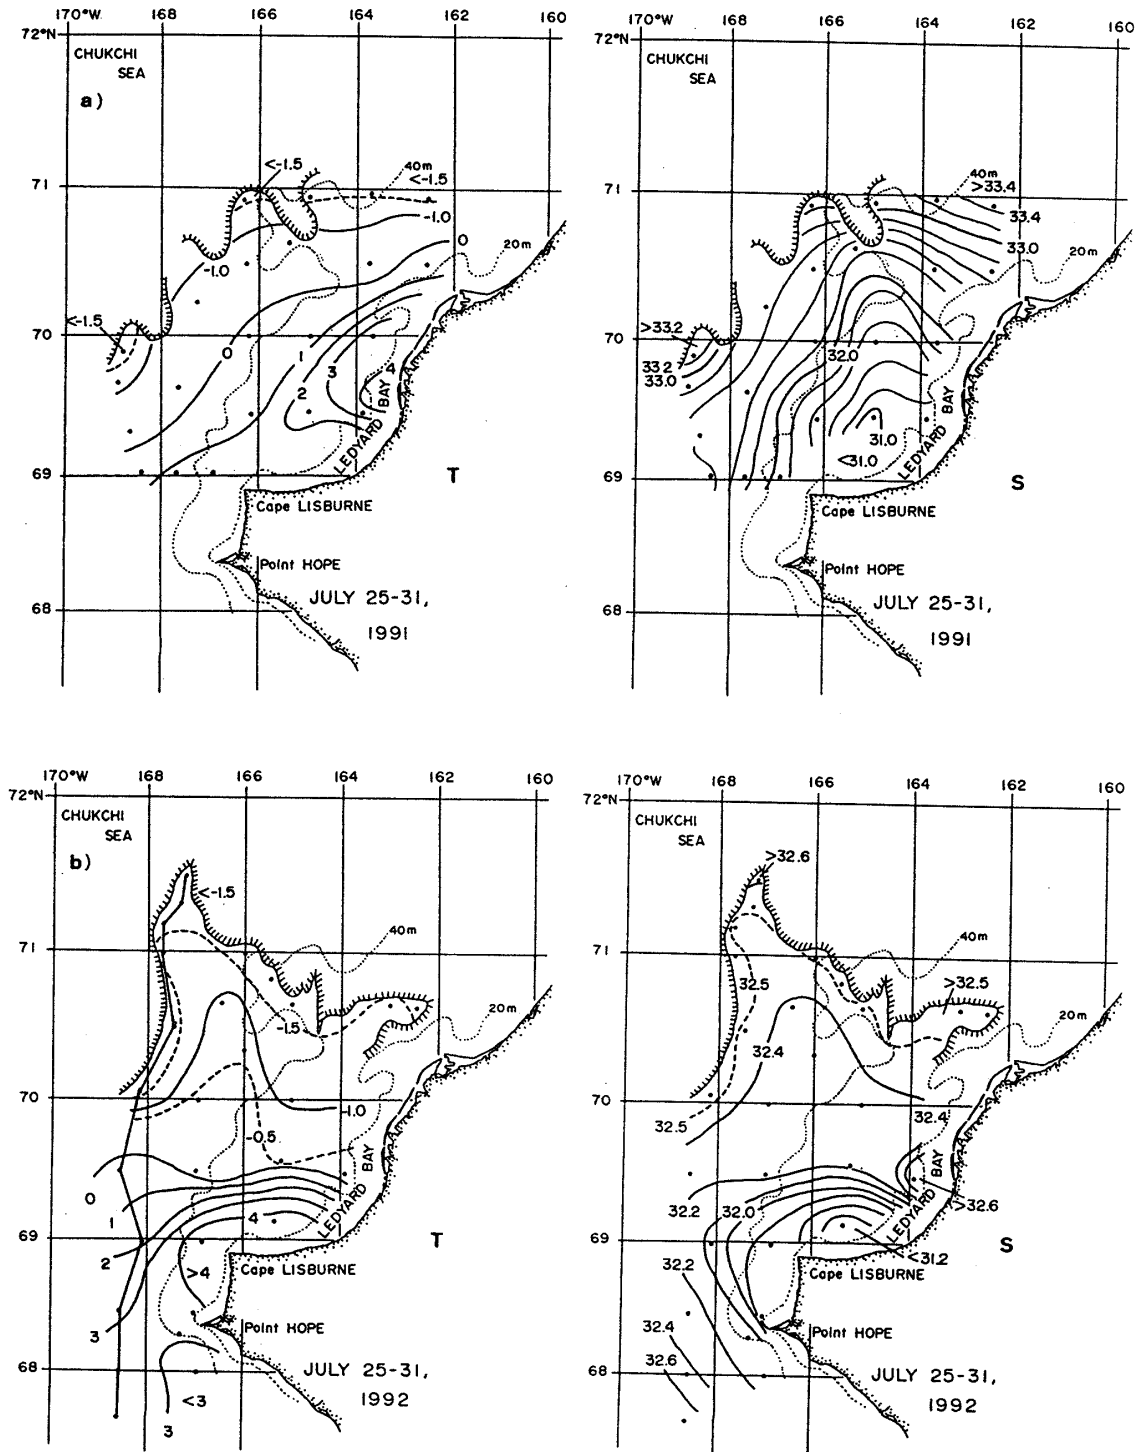 170°W 168 166 164 162 160
72°N
CHUKCHI
SEA
a)
<-1.5
40m
<-1.5
71
-1.0
0
20m
-1.0
<-1.5
70
0
1
3
4
2
LEDYARD BAY
69
T
Cape LISBURNE
Point HOPE
68
JULY 25-31,
1991
170°W 168 166 164 162 160
72°N
CHUKCHI
SEA
40m
>33.4
71
33.4
33.0
20m
>33.2
70
32.0
33.2
33.0
31.0
<31.0
LEDYARD BAY
69
S
Cape LISBURNE
Point HOPE
68
JULY 25-31,
1991
170°W 168 166 164 162 160
72°N
CHUKCHI
SEA
b)
<-1.5
40m
71
-1.5
20m
70
-1.0
-0.5
0
1
LEDYARD BAY
4
69
T
2
>4
Cape LISBURNE
3
Point HOPE
68
JULY 25-31,
1992
<3
3
170°W 168 166 164 162 160
72°N
CHUKCHI
SEA
>32.6
40m
71
32.5
>32.5
20m
32.4
70
32.5
32.4
LEDYARD BAY
32.2
32.0
>32.6
69
S
<31.2
32.2
Cape LISBURNE
32.4
Point HOPE
32.6
68
JULY 25-31,
1992